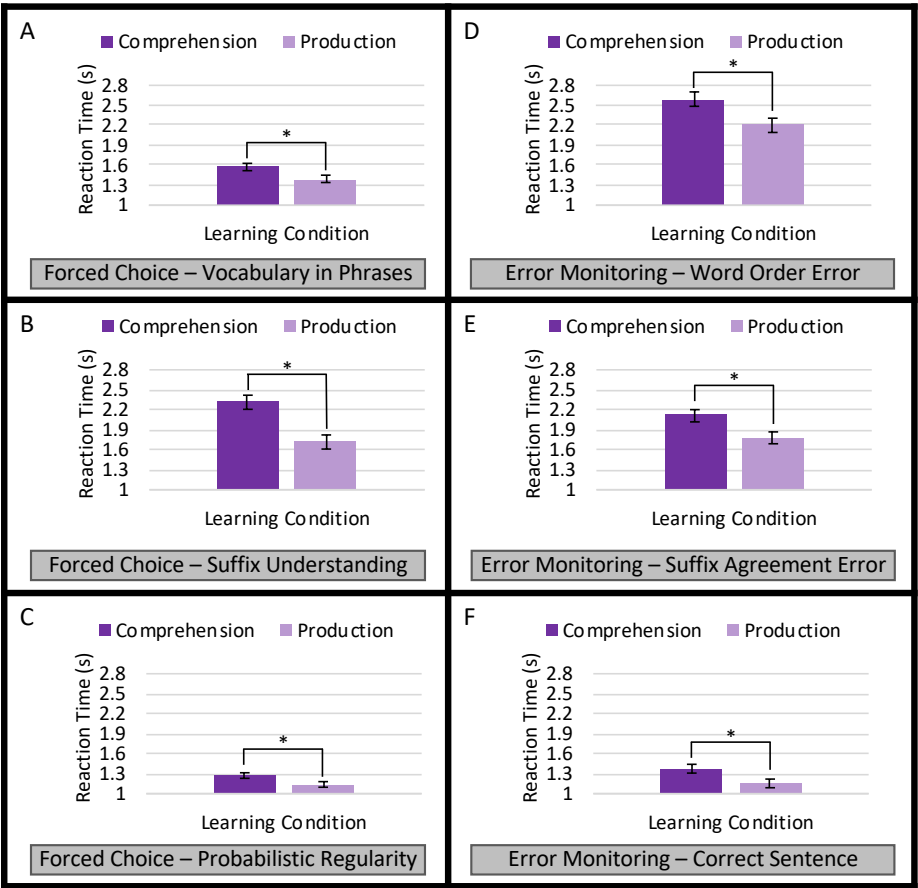 A
Comprehension Production
Reaction Time (s)
2.8
2.5
2.2
1.9
1.6
1.3
1
*
Learning Condition
Forced Choice – Vocabulary in Phrases
B
Comprehension Production
Reaction Time (s)
2.8
2.5
2.2
1.9
1.6
1.3
1
*
Learning Condition
Forced Choice – Suffix Understanding
C
Comprehension Production
Reaction Time (s)
2.8
2.5
2.2
1.9
1.6
1.3
1
*
Learning Condition
Forced Choice – Probabilistic Regularity
D
Comprehension Production
Reaction Time (s)
2.8
2.5
2.2
1.9
1.6
1.3
1
*
Learning Condition
Error Monitoring – Word Order Error
E
Comprehension Production
Reaction Time (s)
2.8
2.5
2.2
1.9
1.6
1.3
1
*
Learning Condition
Error Monitoring – Suffix Agreement Error
F
Comprehension Production
Reaction Time (s)
2.8
2.5
2.2
1.9
1.6
1.3
1
*
Learning Condition
Error Monitoring – Correct Sentence